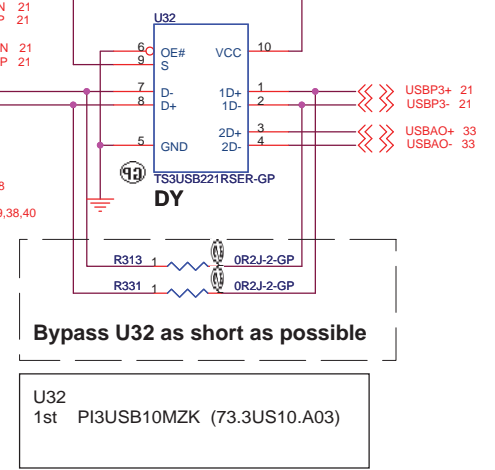 N 21
P 21
N 21
P 21
U32
6 OE# VCC 10
9 S
7 D- 1D+ 1 USBP3+ 21
8 D+ 1D- 2 USBP3- 21
2D+ 3 USBAO+ 33
5 GND 2D- 4 USBAO- 33
TS3USB221RSER-GP
DY
8
9,38,40
R313 1 0R2J-2-GP
R331 1 0R2J-2-GP
Bypass U32 as short as possible
U32
1st PI3USB10MZK (73.3US10.A03)